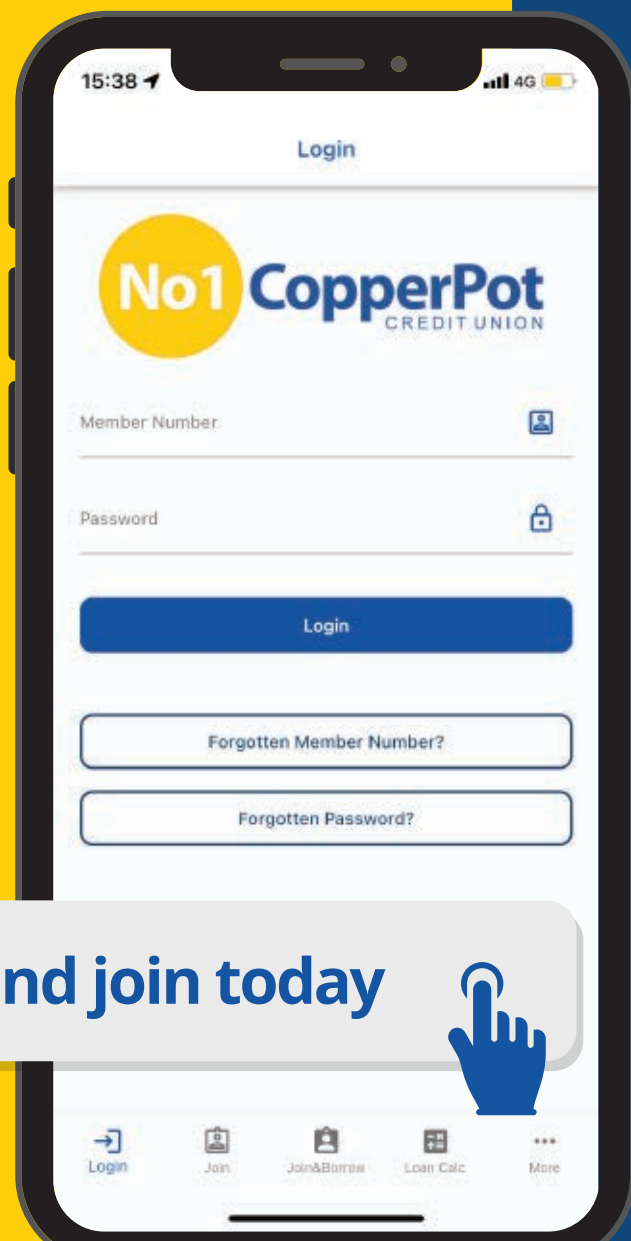 15:38
4G
Login
No1 CopperPot
CREDIT UNION
Member Number
Password
Login
Forgotten Member Number?
Forgotten Password?
nd join today
Login
Join
Join&Borrow
Loan Calc
More